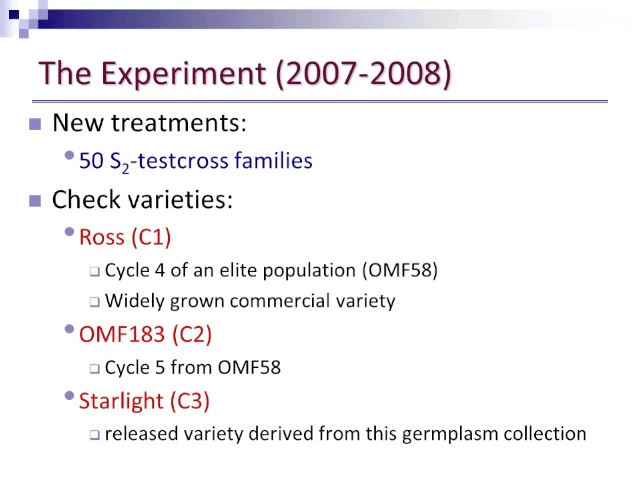 The Experiment (2007-2008)
New treatments:
50 S2-testcross families
Check varieties:
Ross (C1)
Cycle 4 of an elite population (OMF58)
Widely grown commercial variety
OMF183 (C2)
Cycle 5 from OMF58
Starlight (C3)
released variety derived from this germplasm collection